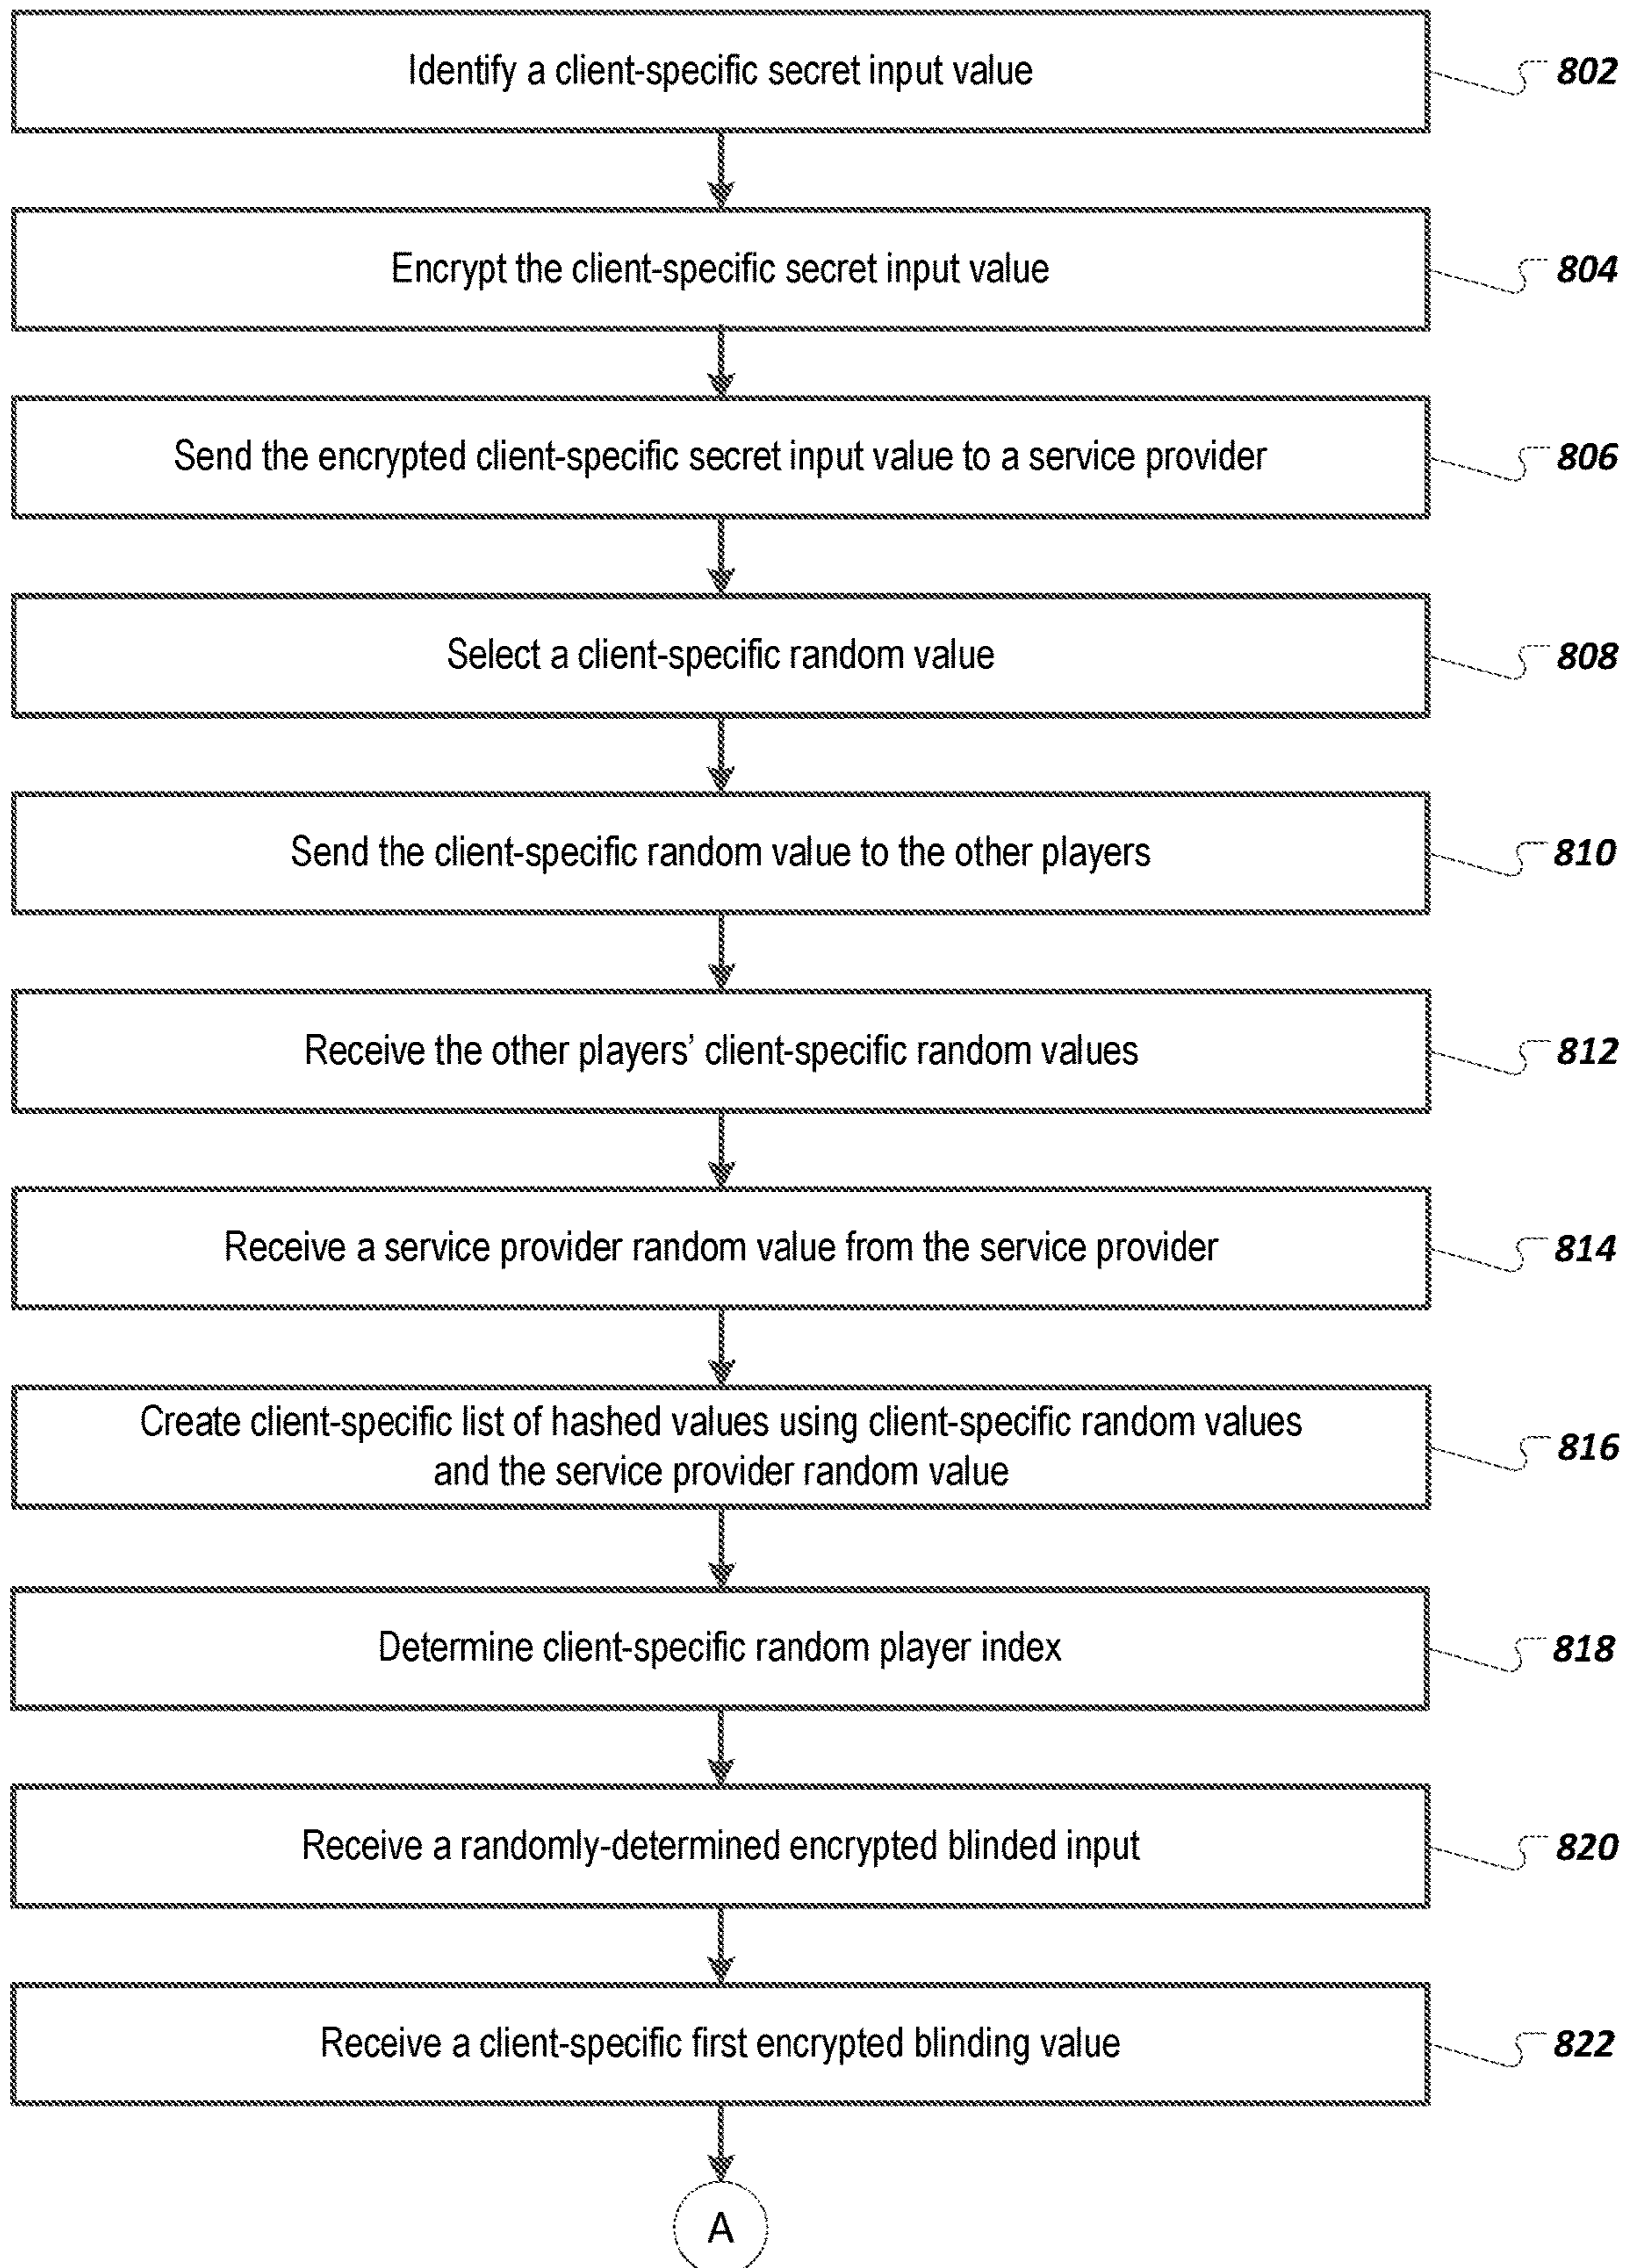 Identify a client-specific secret input value
802
Encrypt the client-specific secret input value
804
Send the encrypted client-specific secret input value to a service provider
806
Select a client-specific random value
808
Send the client-specific random value to the other players
810
Receive the other players’ client-specific random values
812
Receive a service provider random value from the service provider
814
Create client-specific list of hashed values using client-specific random values
and the service provider random value
816
Determine client-specific random player index
818
Receive a randomly-determined encrypted blinded input
820
Receive a client-specific first encrypted blinding value
822
A